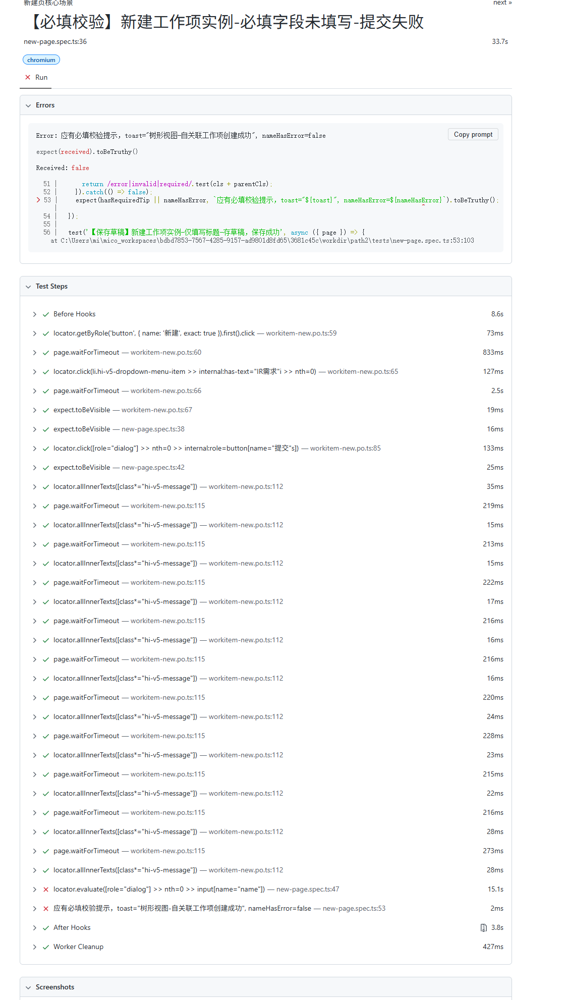 新建页核心场景
next »
【必填校验】新建工作项实例-必填字段未填写-提交失败
new-page.spec.ts:36
33.7s
chromium
Run
Errors
Copy prompt
Error: 应有必填校验提示，toast="树形视图-自关联工作项创建成功", nameHasError=false
expect(received).toBeTruthy()
Received: false
51 |       return /error|invalid|required/.test(cls + parentCls);
52 |     }).catch(() => false);
> 53 |     expect(hasRequiredTip || nameHasError, `应有必填校验提示，toast="${toast}", nameHasError=${nameHasError}`).toBeTruthy();
|                                                                                                       ^
54 |   });
55 |
56 |   test('【保存草稿】新建工作项实例-仅填写标题-存草稿，保存成功', async ({ page }) => {
at C:\Users\mi\mico_workspaces\bdbd7853-7567-4285-9157-ad9801d8fd65\3681c45c\workdir\path2\tests\new-page.spec.ts:53:103
Test Steps
Before Hooks 8.6s
locator.getByRole('button', { name: '新建', exact: true }).first().click — workitem-new.po.ts:59 73ms
page.waitForTimeout — workitem-new.po.ts:60 833ms
locator.click(li.hi-v5-dropdown-menu-item >> internal:has-text="IR需求"i >> nth=0) — workitem-new.po.ts:65 127ms
page.waitForTimeout — workitem-new.po.ts:66 2.5s
expect.toBeVisible — workitem-new.po.ts:67 19ms
expect.toBeVisible — new-page.spec.ts:38 16ms
locator.click([role="dialog"] >> nth=0 >> internal:role=button[name="提交"s]) — workitem-new.po.ts:85 133ms
expect.toBeVisible — new-page.spec.ts:42 25ms
locator.allInnerTexts([class*="hi-v5-message"]) — workitem-new.po.ts:112 35ms
page.waitForTimeout — workitem-new.po.ts:115 219ms
locator.allInnerTexts([class*="hi-v5-message"]) — workitem-new.po.ts:112 15ms
page.waitForTimeout — workitem-new.po.ts:115 213ms
locator.allInnerTexts([class*="hi-v5-message"]) — workitem-new.po.ts:112 15ms
page.waitForTimeout — workitem-new.po.ts:115 222ms
locator.allInnerTexts([class*="hi-v5-message"]) — workitem-new.po.ts:112 17ms
page.waitForTimeout — workitem-new.po.ts:115 216ms
locator.allInnerTexts([class*="hi-v5-message"]) — workitem-new.po.ts:112 16ms
page.waitForTimeout — workitem-new.po.ts:115 216ms
locator.allInnerTexts([class*="hi-v5-message"]) — workitem-new.po.ts:112 16ms
page.waitForTimeout — workitem-new.po.ts:115 220ms
locator.allInnerTexts([class*="hi-v5-message"]) — workitem-new.po.ts:112 24ms
page.waitForTimeout — workitem-new.po.ts:115 228ms
locator.allInnerTexts([class*="hi-v5-message"]) — workitem-new.po.ts:112 23ms
page.waitForTimeout — workitem-new.po.ts:115 215ms
locator.allInnerTexts([class*="hi-v5-message"]) — workitem-new.po.ts:112 22ms
page.waitForTimeout — workitem-new.po.ts:115 216ms
locator.allInnerTexts([class*="hi-v5-message"]) — workitem-new.po.ts:112 28ms
page.waitForTimeout — workitem-new.po.ts:115 273ms
locator.allInnerTexts([class*="hi-v5-message"]) — workitem-new.po.ts:112 28ms
locator.evaluate([role="dialog"] >> nth=0 >> input[name="name"]) — new-page.spec.ts:47 15.1s
应有必填校验提示，toast="树形视图-自关联工作项创建成功", nameHasError=false — new-page.spec.ts:53 2ms
After Hooks 3.8s
Worker Cleanup 427ms
Screenshots